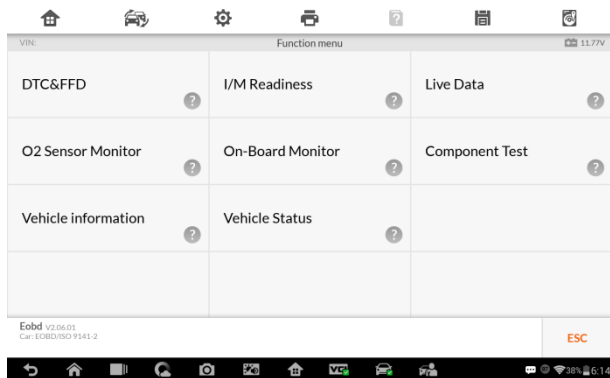 VIN:
Function menu
11.77V
DTC&FFD
I/M Readiness
Live Data
O2 Sensor Monitor
On-Board Monitor
Component Test
Vehicle information
Vehicle Status
Eobd V2.06.01
Car: EOBD/ISO 9141-2
ESC
VCI
38% 6:14